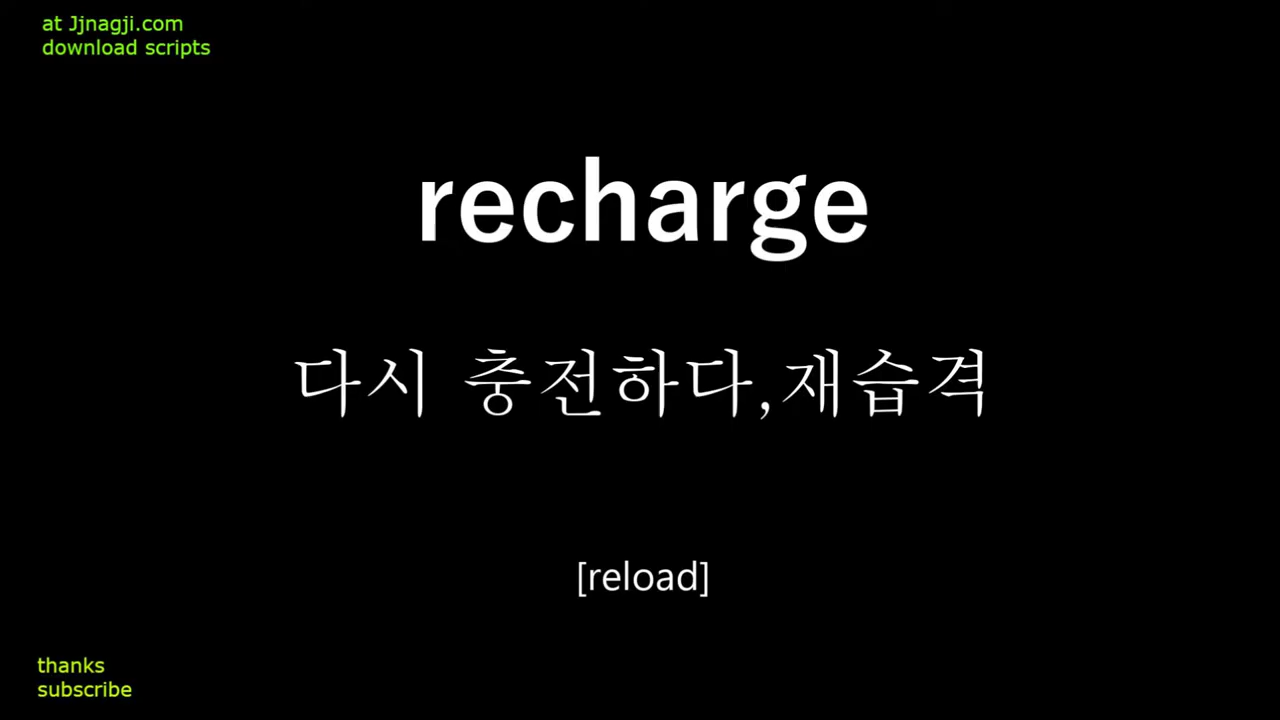 at Jjnagji.com
download scripts
recharge
다시 충전하다,재습격
[reload]
thanks
subscribe